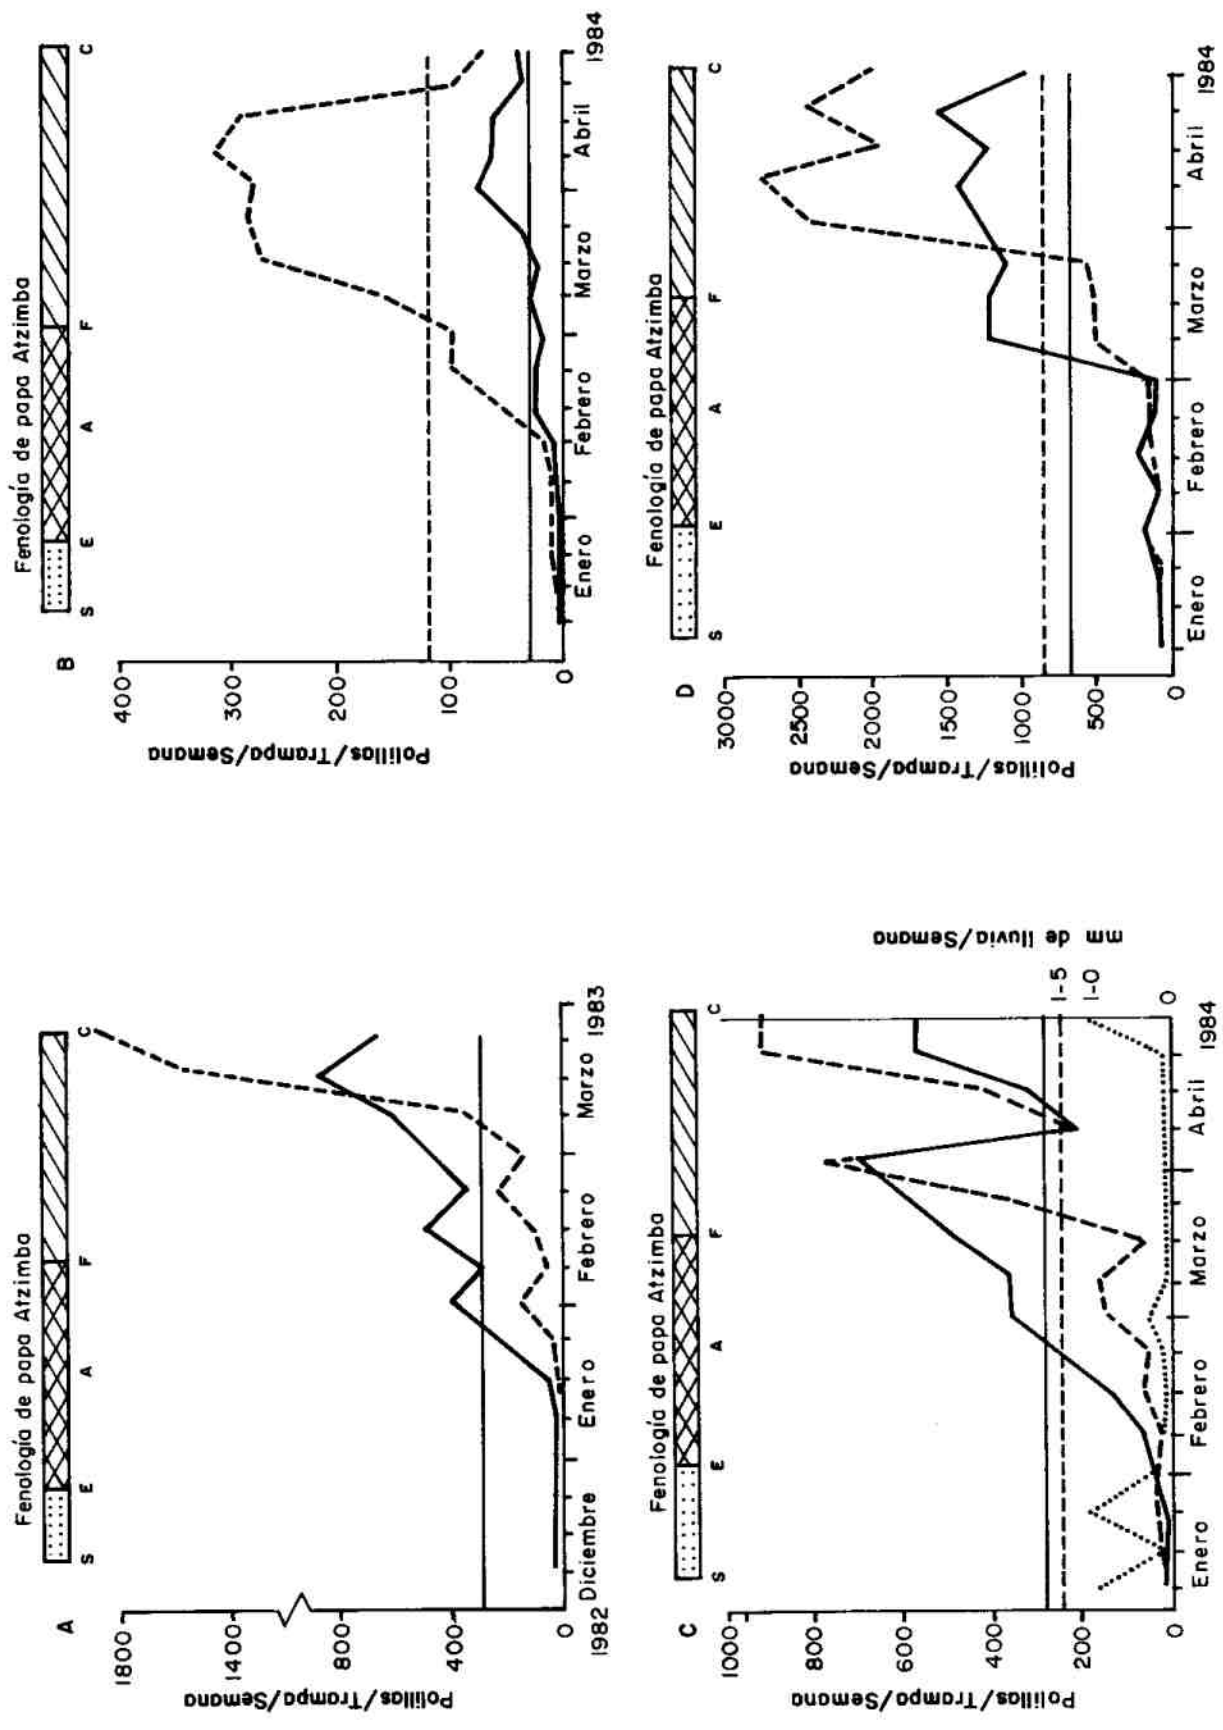 A
Fenología de papa Atzimba
S E A F C
Polillas/Trampa/Semana
1800
1400
800
400
0
1982 Diciembre Enero Febrero Marzo 1983
B
Fenología de papa Atzimba
S E A F C
Polillas/Trampa/Semana
400
300
200
100
0
Enero Febrero Marzo Abril 1984
C
Fenología de papa Atzimba
S E A F C
Polillas/Trampa/Semana
1000
800
600
400
200
0
mm de lluvia/Semana
1-5
1-0
0
Enero Febrero Marzo Abril 1984
D
Fenología de papa Atzimba
S E A F C
Polillas/Trampa/Semana
3000
2500
2000
1500
1000
500
0
Enero Febrero Marzo Abril 1984